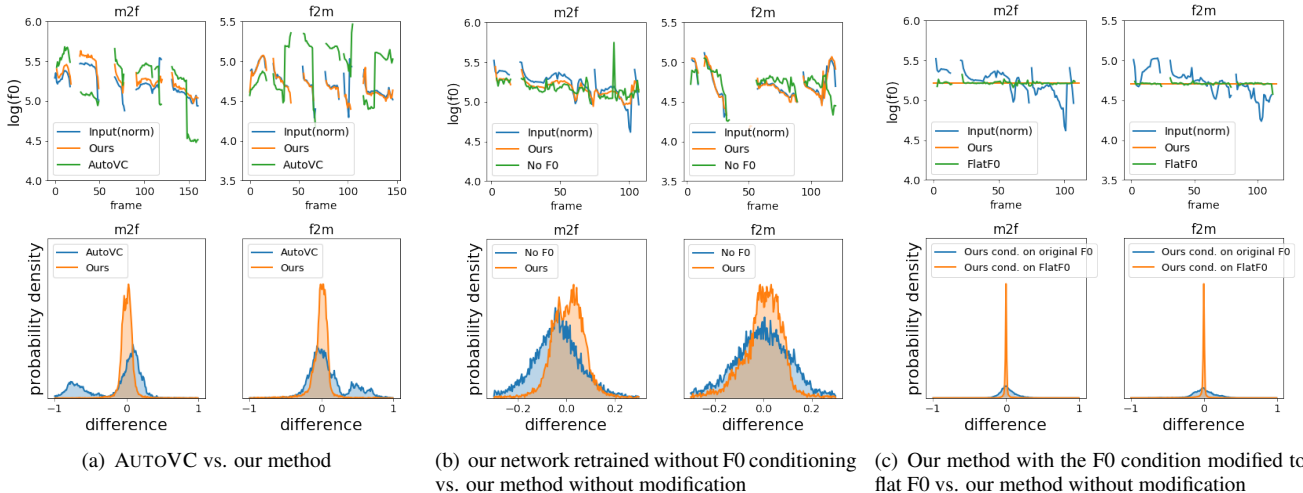 m2f
f2m
m2f
f2m
m2f
f2m
6.0
5.5
5.0
4.5
4.0
log(f0)
Input(norm)
Ours
AutoVC
0 50 100 150
frame
5.5
5.0
4.5
4.0
3.5
Input(norm)
Ours
AutoVC
0 50 100 150
frame
6.0
5.5
5.0
4.5
4.0
log(f0)
Input(norm)
Ours
No F0
0 50 100
frame
5.5
5.0
4.5
4.0
3.5
Input(norm)
Ours
No F0
0 50 100
frame
6.0
5.5
5.0
4.5
4.0
log(f0)
Input(norm)
Ours
FlatF0
0 50 100
frame
5.5
5.0
4.5
4.0
3.5
Input(norm)
Ours
FlatF0
0 50 100
frame
m2f
probability density
AutoVC
Ours
−1 0 1
difference
f2m
AutoVC
Ours
−1 0 1
difference
m2f
probability density
No F0
Ours
−0.2 0.0 0.2
difference
f2m
No F0
Ours
−0.2 0.0 0.2
difference
m2f
probability density
Ours cond. on original F0
Ours cond. on FlatF0
−1 0 1
difference
f2m
Ours cond. on original F0
Ours cond. on FlatF0
−1 0 1
difference
(a) AUTOVC vs. our method
(b) our network retrained without F0 conditioning
vs. our method without modification
(c) Our method with the F0 condition modified to
flat F0 vs. our method without modification